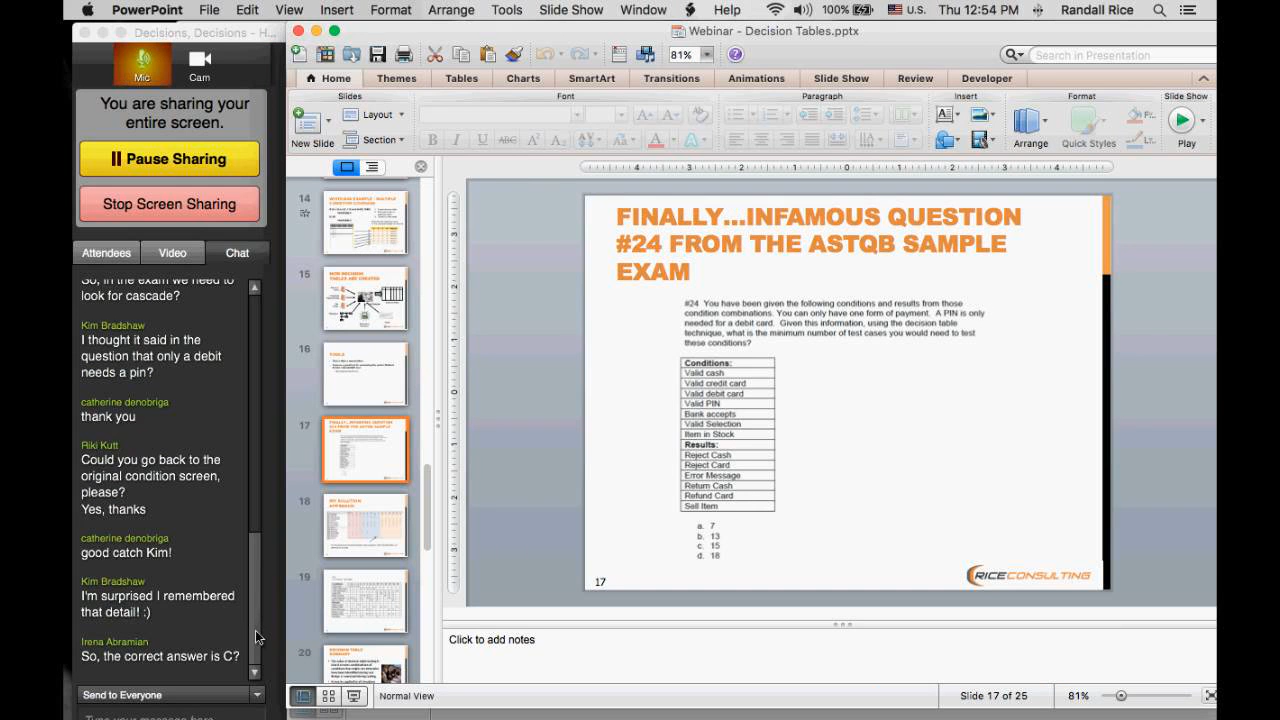 PowerPoint File Edit View Insert Format Arrange Tools Slide Show Window Help 100% U.S. Thu 12:54 PM Randall Rice
Decisions, Decisions - H...
Mic Cam
You are sharing your
entire screen.
Pause Sharing
Stop Screen Sharing
Attendees Video Chat
So, in the exam we need to
look for cascade?
Kim Bradshaw
I thought it said in the
question that only a debit
needs a pin?
catherine denobriga
thank you
Riki Kutt
Could you go back to the
original condition screen,
please?
Yes, thanks
catherine denobriga
good catch Kim!
Kim Bradshaw
I'm surprised I remembered
that detail! :)
Irena Abramian
So, the correct answer is C?
Send to Everyone
Type your message here
Webinar - Decision Tables.pptx
81%
Search in Presentation
Home Themes Tables Charts SmartArt Transitions Animations Slide Show Review Developer
Slides Font Paragraph Insert Format Slide Show
New Slide Layout Section
Arrange Quick Styles Play
14
15
16
17
18
19
20
FINALLY...INFAMOUS QUESTION
#24 FROM THE ASTQB SAMPLE
EXAM
#24 You have been given the following conditions and results from those
condition combinations. You can only have one form of payment. A PIN is only
needed for a debit card. Given this information, using the decision table
technique, what is the minimum number of test cases you would need to test
these conditions?
Conditions:
Valid cash
Valid credit card
Valid debit card
Valid PIN
Bank accepts
Valid Selection
Item in Stock
Results:
Reject Cash
Reject Card
Error Message
Return Cash
Refund Card
Sell Item
a. 7
b. 13
c. 15
d. 18
17
RICECONSULTING
Click to add notes
Normal View Slide 17 of 25 81%